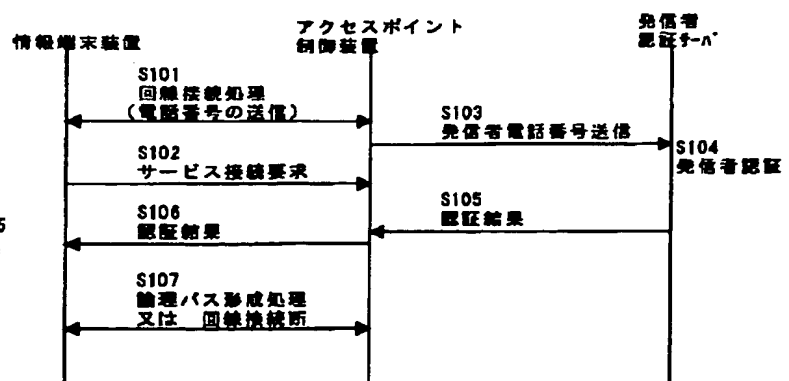 情報端末装置
アクセスポイント
制御装置
発信者
認証サーバ
S101
回線接続処理
(電話番号の送信)
S103
発信者電話番号送信
S104
発信者認証
S102
サービス接続要求
S105
認証結果
S106
認証結果
5
S107
論理パス形成処理
又は 回線接続断